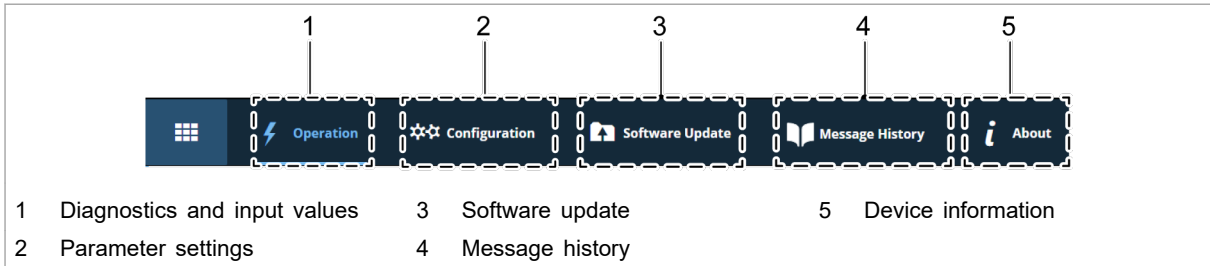 1 2 3 4 5
Operation Configuration Software Update Message History i About
1 Diagnostics and input values 3 Software update 5 Device information
2 Parameter settings 4 Message history